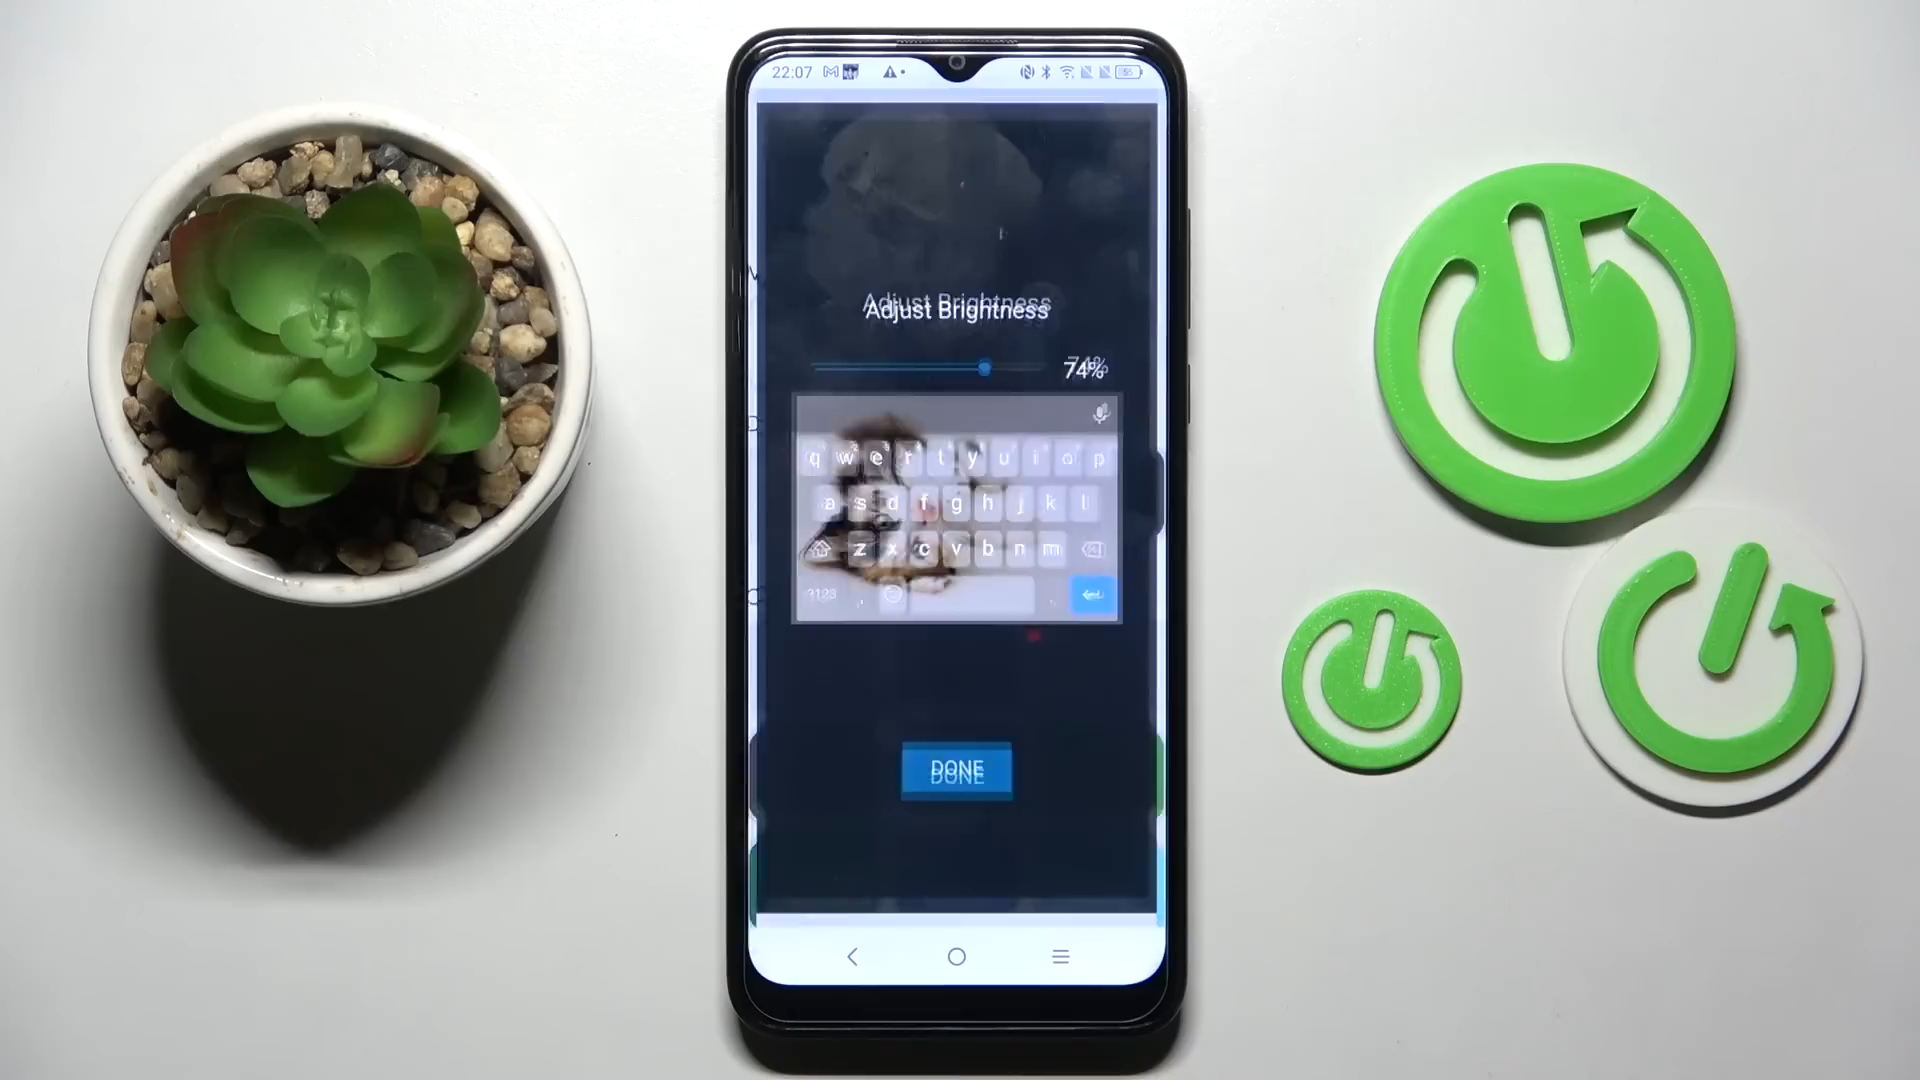 22:07
Adjust Brightness
74%
q w e r t y u i o p
a s d f g h j k l
z x c v b n m
?123
DONE